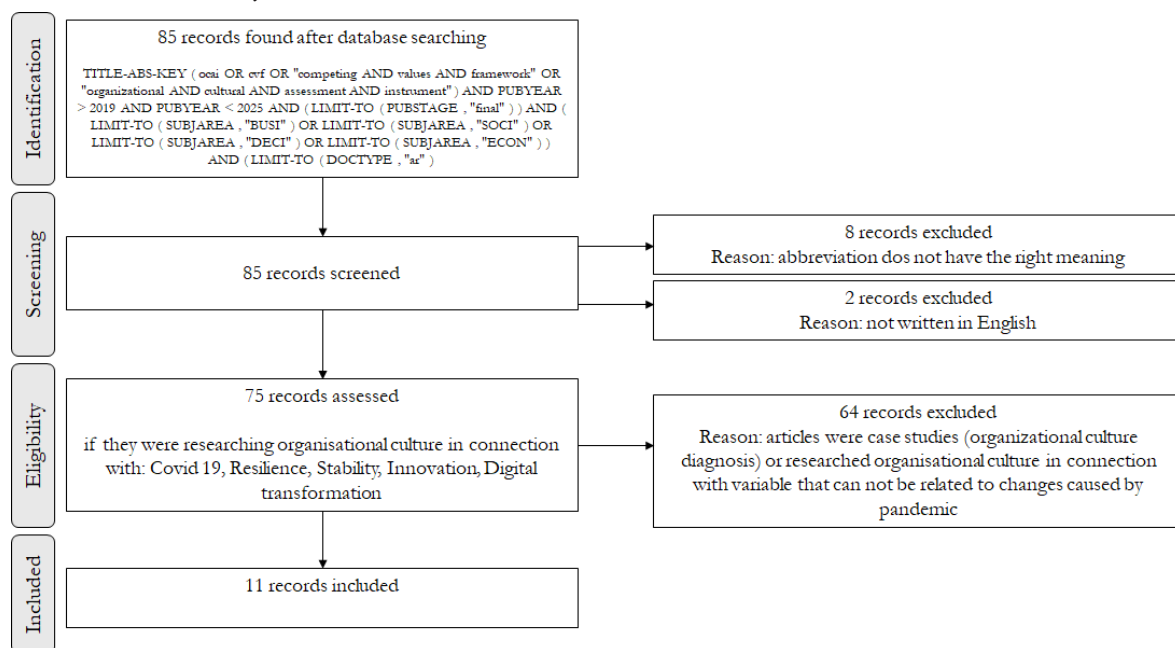 Identification
85 records found after database searching
TITLE-ABS-KEY ( ocai OR cvf OR "competing AND values AND framework" OR
"organizational AND cultural AND assessment AND instrument" ) AND PUBYEAR
> 2019 AND PUBYEAR < 2025 AND ( LIMIT-TO ( PUBSTAGE , "final" ) ) AND (
LIMIT-TO ( SUBJAREA , "BUSI" ) OR LIMIT-TO ( SUBJAREA , "SOCI" ) OR
LIMIT-TO ( SUBJAREA , "DECI" ) OR LIMIT-TO ( SUBJAREA , "ECON" ) )
AND ( LIMIT-TO ( DOCTYPE , "ar" )
Screening
85 records screened
8 records excluded
Reason: abbreviation dos not have the right meaning
2 records excluded
Reason: not written in English
Eligibility
75 records assessed
if they were researching organisational culture in connection
with: Covid 19, Resilience, Stability, Innovation, Digital
transformation
64 records excluded
Reason: articles were case studies (organizational culture
diagnosis) or researched organisational culture in connection
with variable that can not be related to changes caused by
pandemic
Included
11 records included